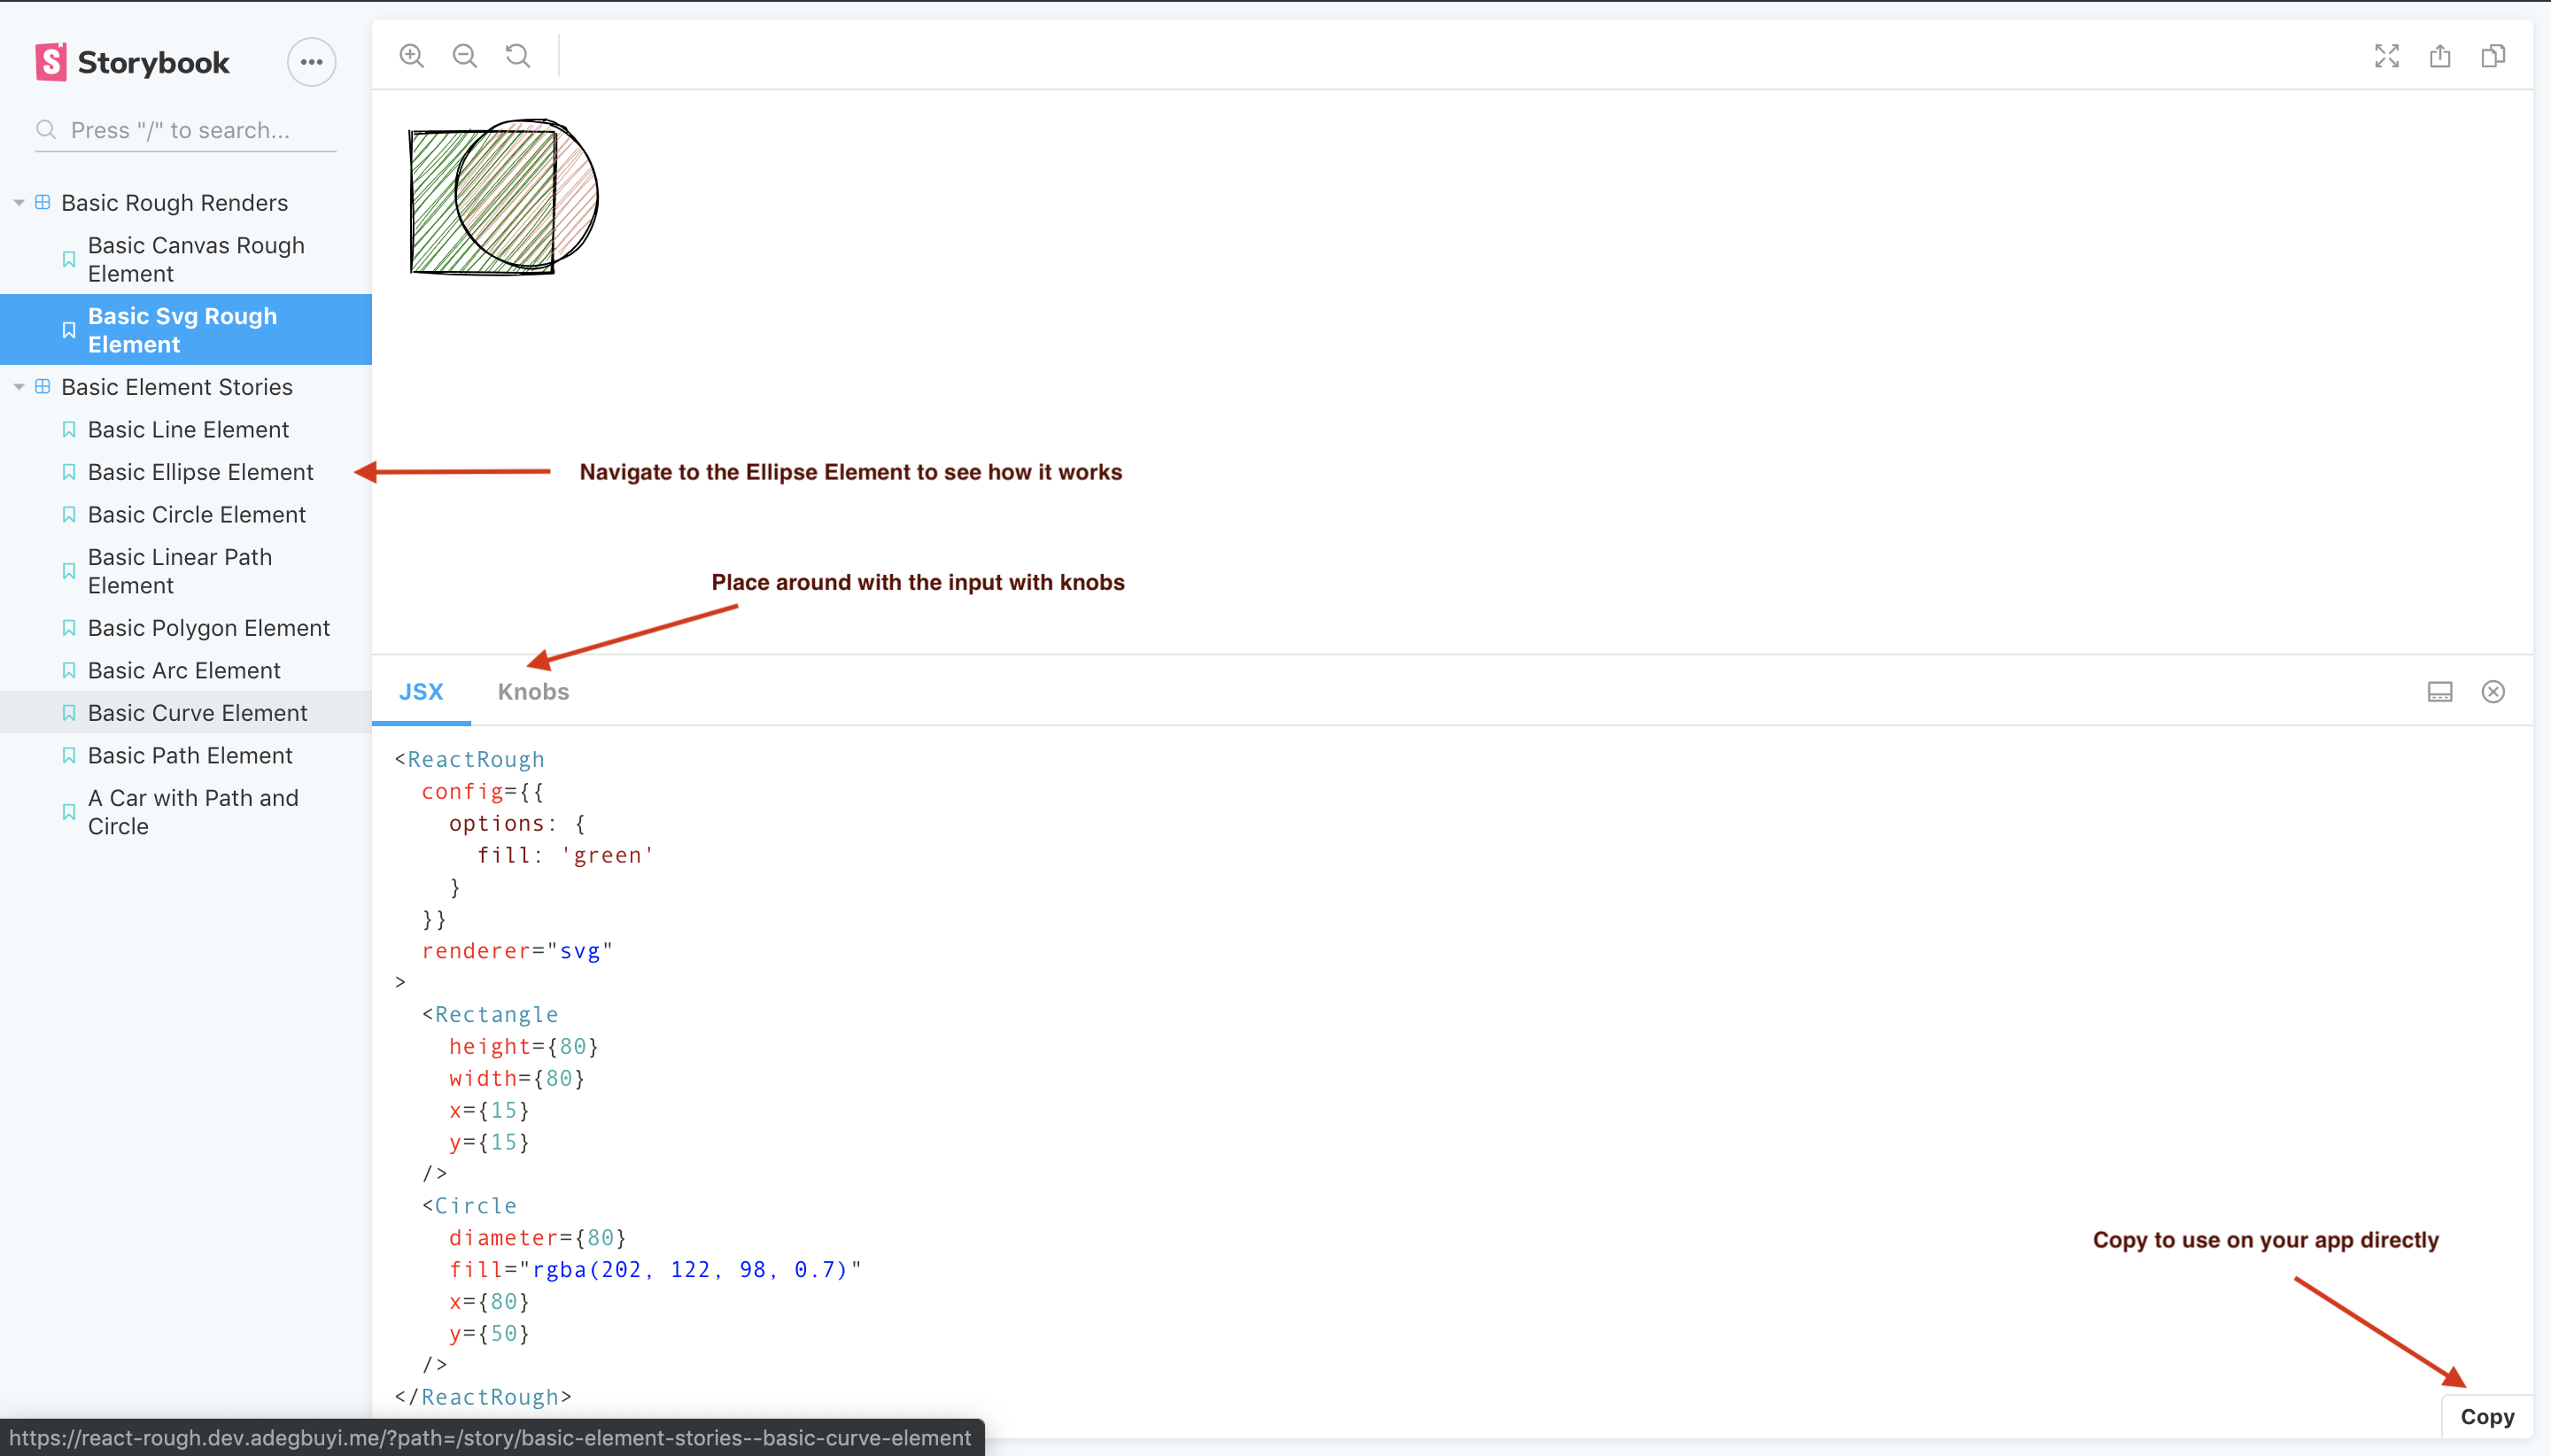 Storybook
Press "/" to search...
Basic Rough Renders
Basic Canvas Rough
Element
Basic Svg Rough
Element
Basic Element Stories
Basic Line Element
Basic Ellipse Element
Basic Circle Element
Basic Linear Path
Element
Basic Polygon Element
Basic Arc Element
Basic Curve Element
Basic Path Element
A Car with Path and
Circle
Navigate to the Ellipse Element to see how it works
Place around with the input with knobs
JSX
Knobs
<ReactRough
  config={{
    options: {
      fill: 'green'
    }
  }}
  renderer="svg"
>
  <Rectangle
    height={80}
    width={80}
    x={15}
    y={15}
  />
  <Circle
    diameter={80}
    fill="rgba(202, 122, 98, 0.7)"
    x={80}
    y={50}
  />
</ReactRough>
Copy to use on your app directly
Copy
https://react-rough.dev.adegbuyi.me/?path=/story/basic-element-stories--basic-curve-element